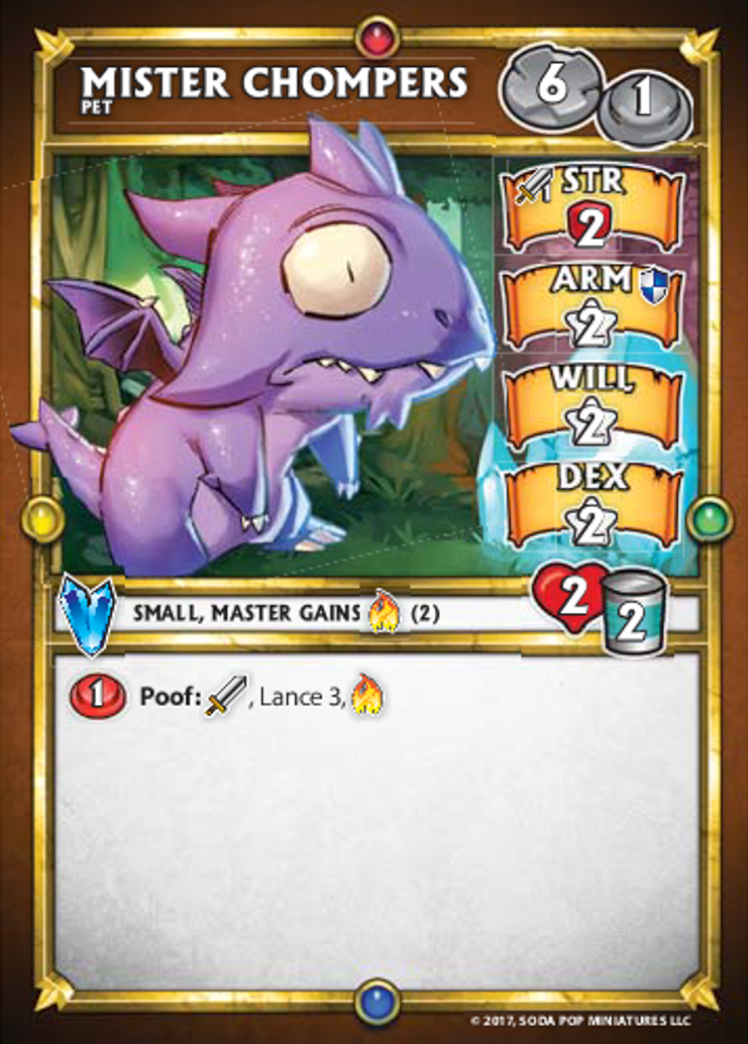 MISTER CHOMPERS
PET
6 1
STR
2
ARM
2
WILL
2
DEX
2
SMALL, MASTER GAINS (2)
2 2
1 Poof: , Lance 3,
© 2017, SODA POP MINIATURES LLC